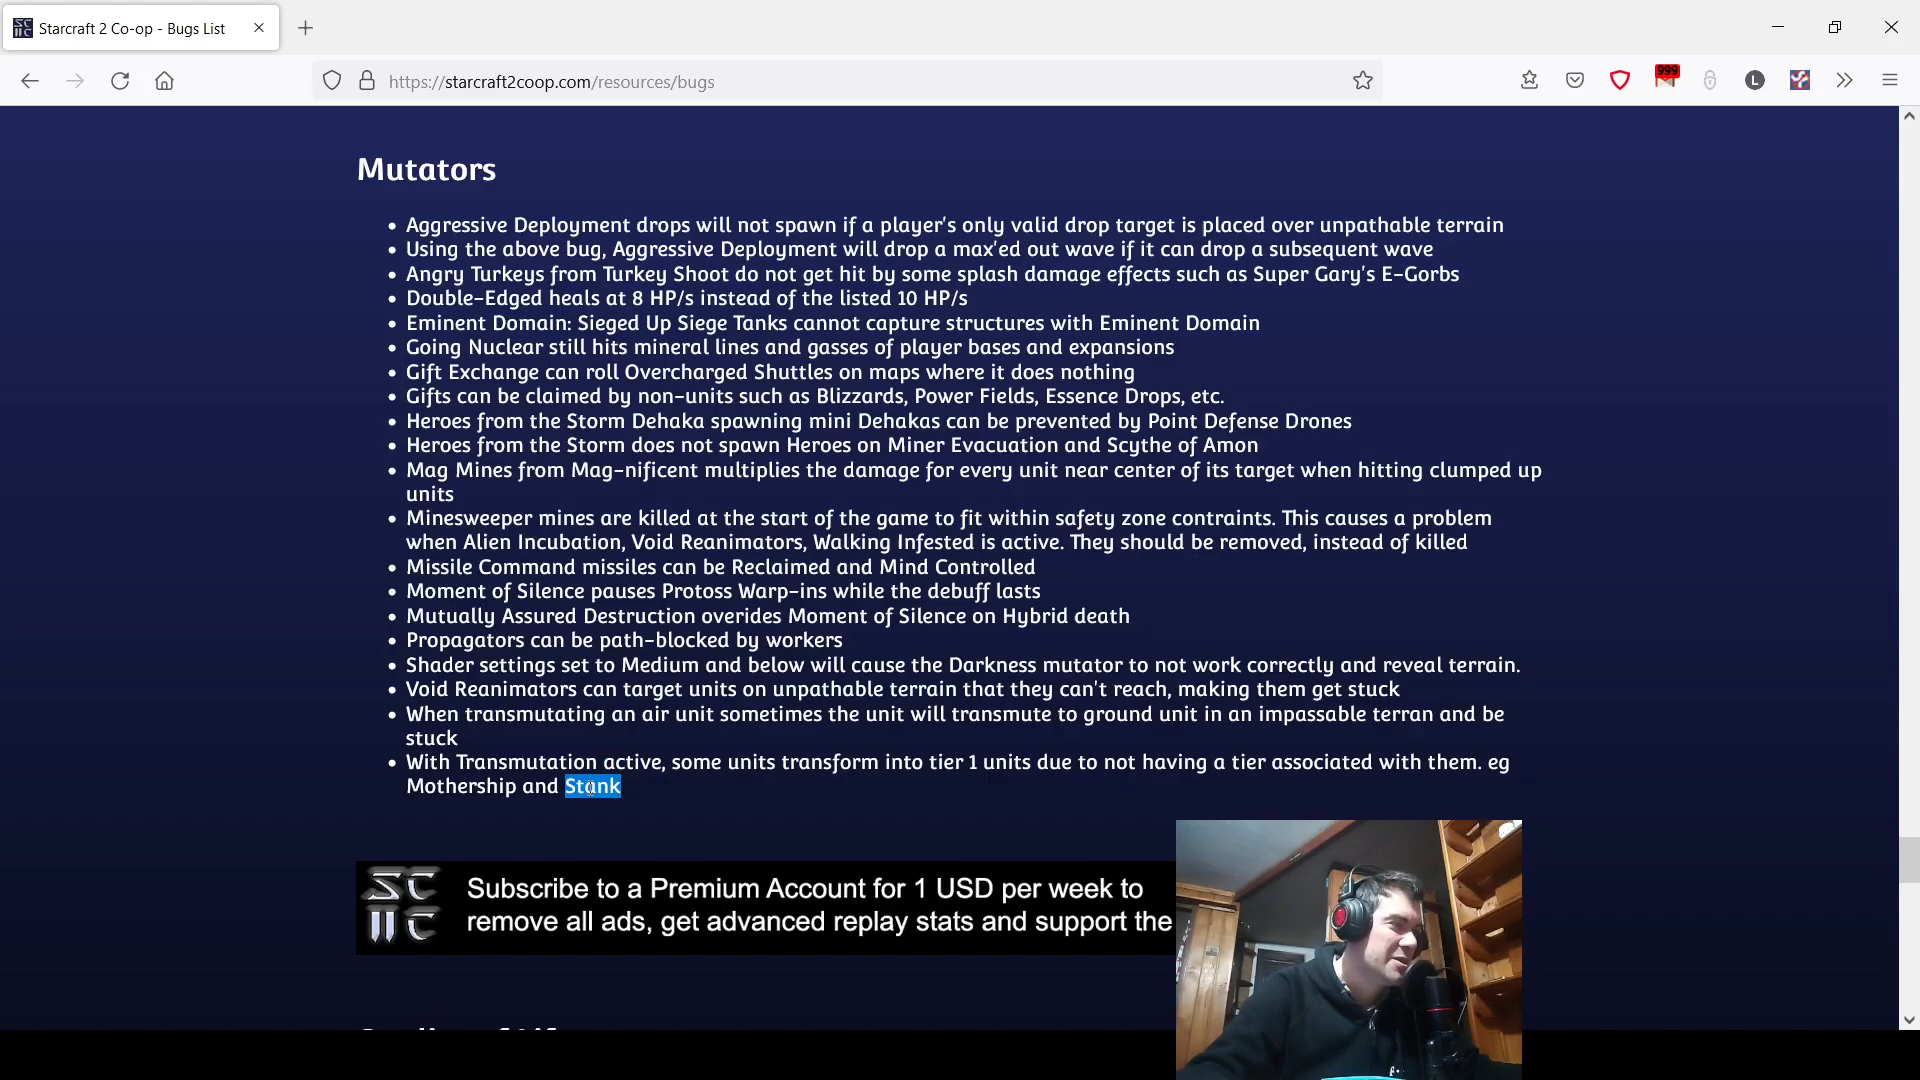 Starcraft 2 Co-op - Bugs List
https://starcraft2coop.com/resources/bugs
999
L
Mutators
• Aggressive Deployment drops will not spawn if a player's only valid drop target is placed over unpathable terrain
• Using the above bug, Aggressive Deployment will drop a max'ed out wave if it can drop a subsequent wave
• Angry Turkeys from Turkey Shoot do not get hit by some splash damage effects such as Super Gary's E-Gorbs
• Double-Edged heals at 8 HP/s instead of the listed 10 HP/s
• Eminent Domain: Sieged Up Siege Tanks cannot capture structures with Eminent Domain
• Going Nuclear still hits mineral lines and gasses of player bases and expansions
• Gift Exchange can roll Overcharged Shuttles on maps where it does nothing
• Gifts can be claimed by non-units such as Blizzards, Power Fields, Essence Drops, etc.
• Heroes from the Storm Dehaka spawning mini Dehakas can be prevented by Point Defense Drones
• Heroes from the Storm does not spawn Heroes on Miner Evacuation and Scythe of Amon
• Mag Mines from Mag-nificent multiplies the damage for every unit near center of its target when hitting clumped up
units
• Minesweeper mines are killed at the start of the game to fit within safety zone contraints. This causes a problem
when Alien Incubation, Void Reanimators, Walking Infested is active. They should be removed, instead of killed
• Missile Command missiles can be Reclaimed and Mind Controlled
• Moment of Silence pauses Protoss Warp-ins while the debuff lasts
• Mutually Assured Destruction overides Moment of Silence on Hybrid death
• Propagators can be path-blocked by workers
• Shader settings set to Medium and below will cause the Darkness mutator to not work correctly and reveal terrain.
• Void Reanimators can target units on unpathable terrain that they can't reach, making them get stuck
• When transmutating an air unit sometimes the unit will transmute to ground unit in an impassable terran and be
stuck
• With Transmutation active, some units transform into tier 1 units due to not having a tier associated with them. eg
Mothership and Stank
SC
IIC
Subscribe to a Premium Account for 1 USD per week to
remove all ads, get advanced replay stats and support the